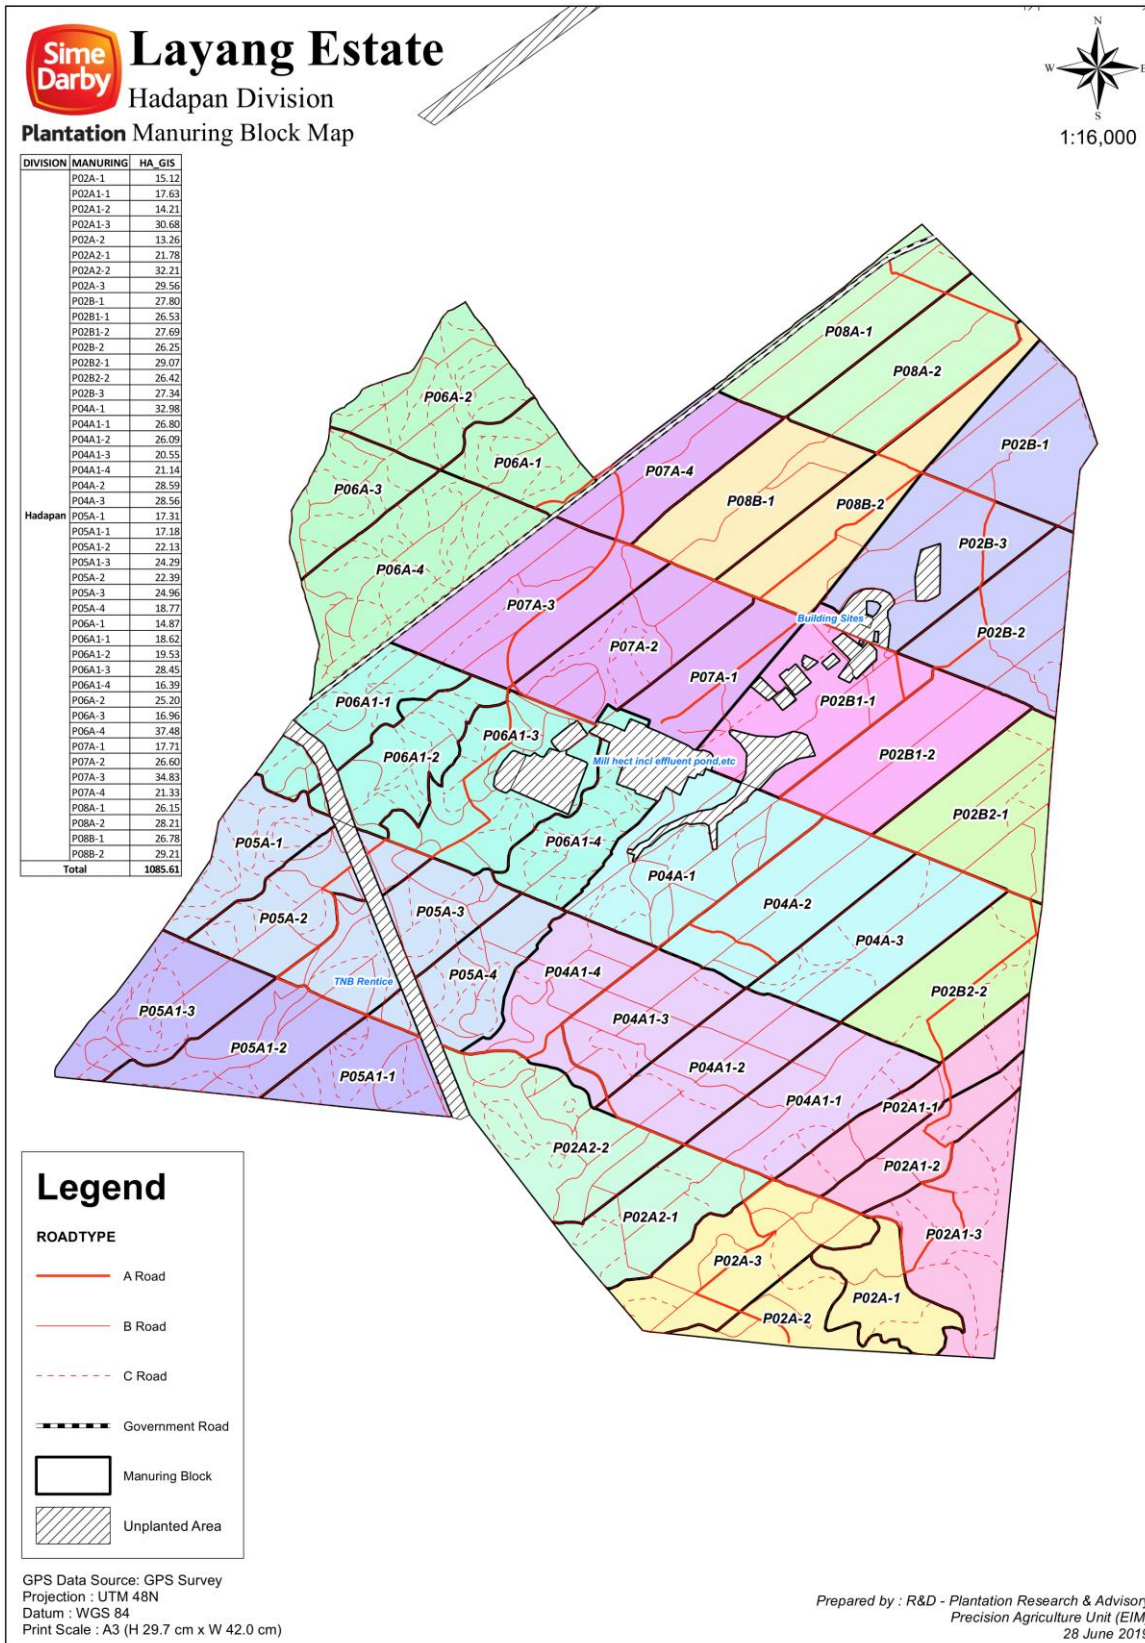 Sime
Darby
Plantation
Layang Estate
Hadapan Division
Manuring Block Map
N
W
E
S
1:16,000
DIVISION MANURING HA_GIS
P02A-1 15.12
P02A1-1 17.63
P02A1-2 14.21
P02A1-3 30.68
P02A-2 13.26
P02A2-1 21.78
P02A2-2 32.21
P02A-3 29.56
P02B-1 27.80
P02B1-1 26.53
P02B1-2 27.69
P02B-2 26.25
P02B2-1 29.07
P02B2-2 26.42
P02B-3 27.34
P04A-1 32.98
P04A1-1 26.80
P04A1-2 26.09
P04A1-3 20.55
P04A1-4 21.14
P04A-2 28.59
P04A-3 28.56
Hadapan P05A-1 17.31
P05A1-1 17.18
P05A1-2 22.13
P05A1-3 24.29
P05A-2 22.39
P05A-3 24.96
P05A-4 18.77
P06A-1 14.87
P06A1-1 18.62
P06A1-2 19.53
P06A1-3 28.45
P06A1-4 16.39
P06A-2 25.20
P06A-3 16.96
P06A-4 37.48
P07A-1 17.71
P07A-2 26.60
P07A-3 34.83
P07A-4 21.33
P08A-1 26.15
P08A-2 28.21
P08B-1 26.78
P08B-2 29.21
Total 1085.61
P08A-1
P08A-2
P06A-2
P02B-1
P06A-1
P07A-4
P06A-3
P08B-1
P08B-2
P02B-3
P06A-4
P07A-3
Building Sites
P02B-2
P07A-2
P07A-1
P06A1-1
P02B1-1
P06A1-3
P06A1-2
P02B1-2
Mill hect incl effluent pond,etc
P02B2-1
P05A-1
P06A1-4
P04A-1
P04A-2
P05A-3
P05A-2
P04A-3
P05A-4
P04A1-4
TNB Rentice
P02B2-2
P05A1-3
P04A1-3
P05A1-2
P04A1-2
P05A1-1
P04A1-1
P02A1-1
P02A2-2
P02A1-2
P02A2-1
P02A1-3
P02A-3
P02A-1
P02A-2
Legend
ROADTYPE
A Road
B Road
C Road
Government Road
Manuring Block
Unplanted Area
GPS Data Source: GPS Survey
Projection : UTM 48N
Datum : WGS 84
Print Scale : A3 (H 29.7 cm x W 42.0 cm)
Prepared by : R&D - Plantation Research & Advisory
Precision Agriculture Unit (EIM
28 June 2019